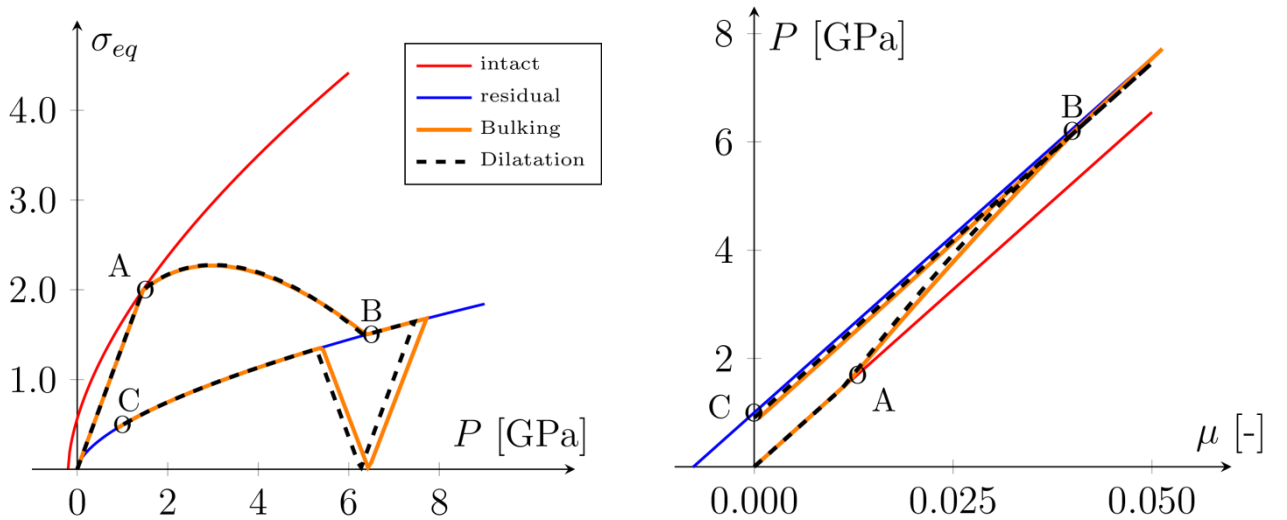 σeq
4.0
3.0
2.0
1.0
0 2 4 6 8
P [GPa]
A
B
C
intact
residual
Bulking
Dilatation
P [GPa]
8
6
4
2
0.000 0.025 0.050
μ [-]
B
C
A